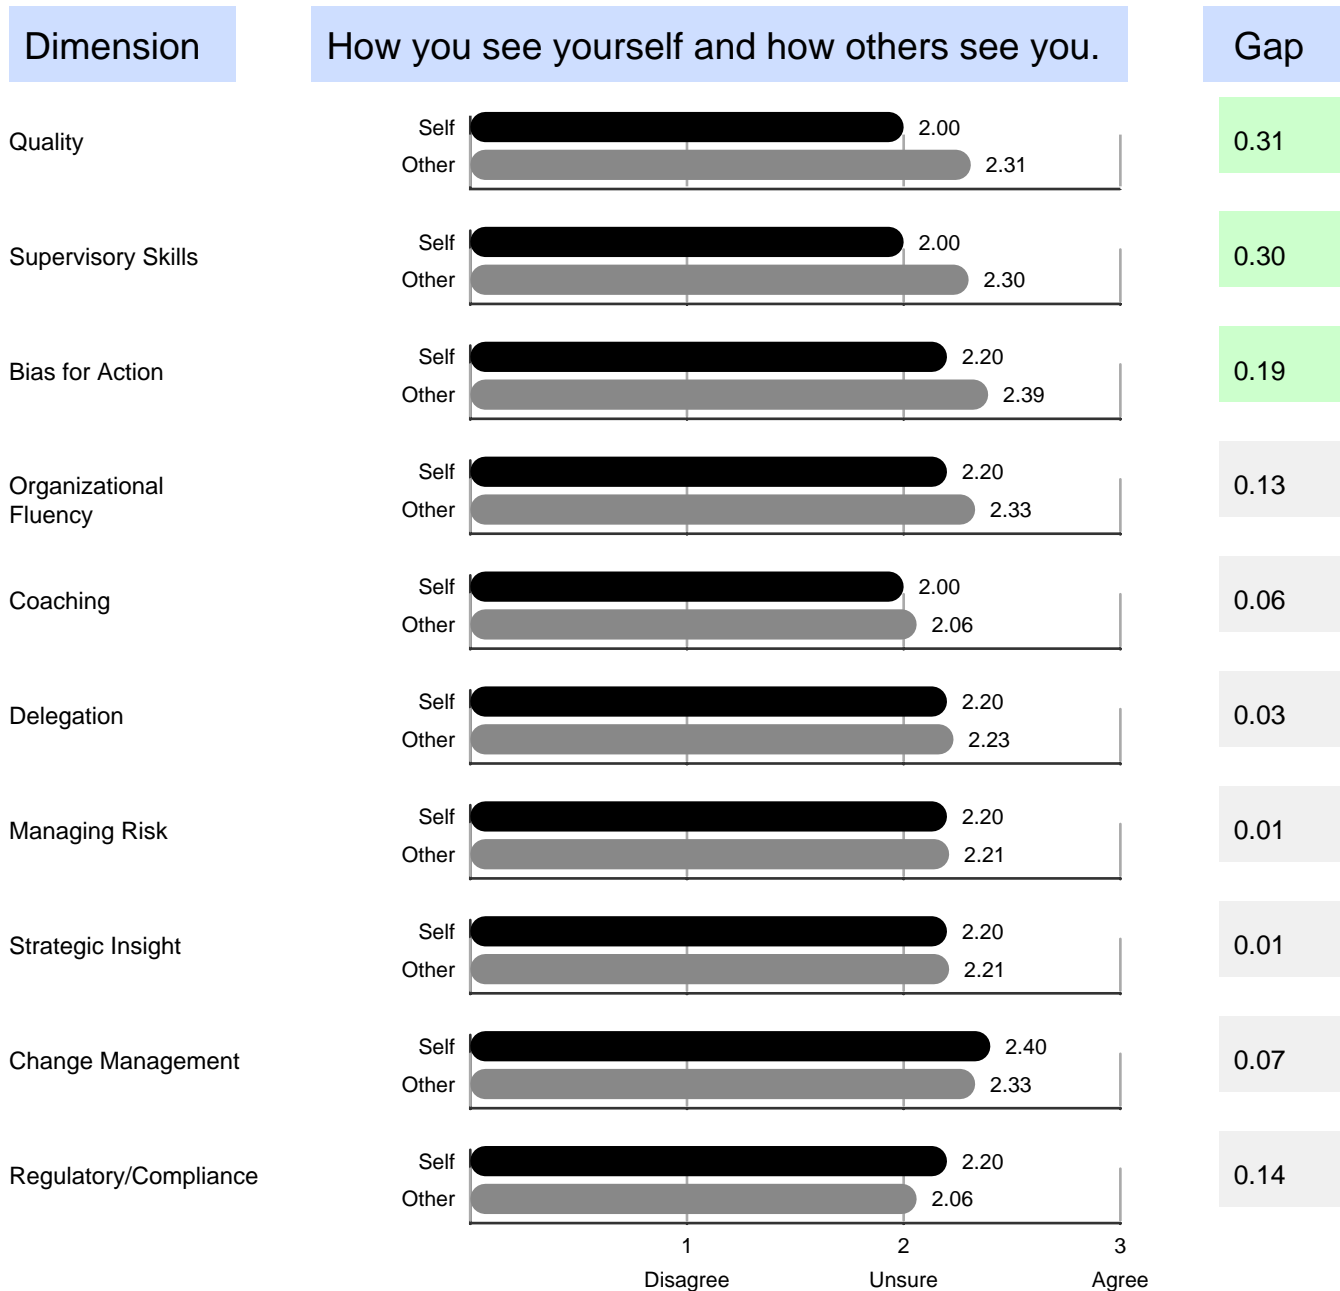 Dimension
How you see yourself and how others see you.
Gap
Quality
Self
2.00
Other
2.31
0.31
Supervisory Skills
Self
2.00
Other
2.30
0.30
Bias for Action
Self
2.20
Other
2.39
0.19
Organizational
Fluency
Self
2.20
Other
2.33
0.13
Coaching
Self
2.00
Other
2.06
0.06
Delegation
Self
2.20
Other
2.23
0.03
Managing Risk
Self
2.20
Other
2.21
0.01
Strategic Insight
Self
2.20
Other
2.21
0.01
Change Management
Self
2.40
Other
2.33
0.07
Regulatory/Compliance
Self
2.20
Other
2.06
0.14
1
2
3
Disagree
Unsure
Agree